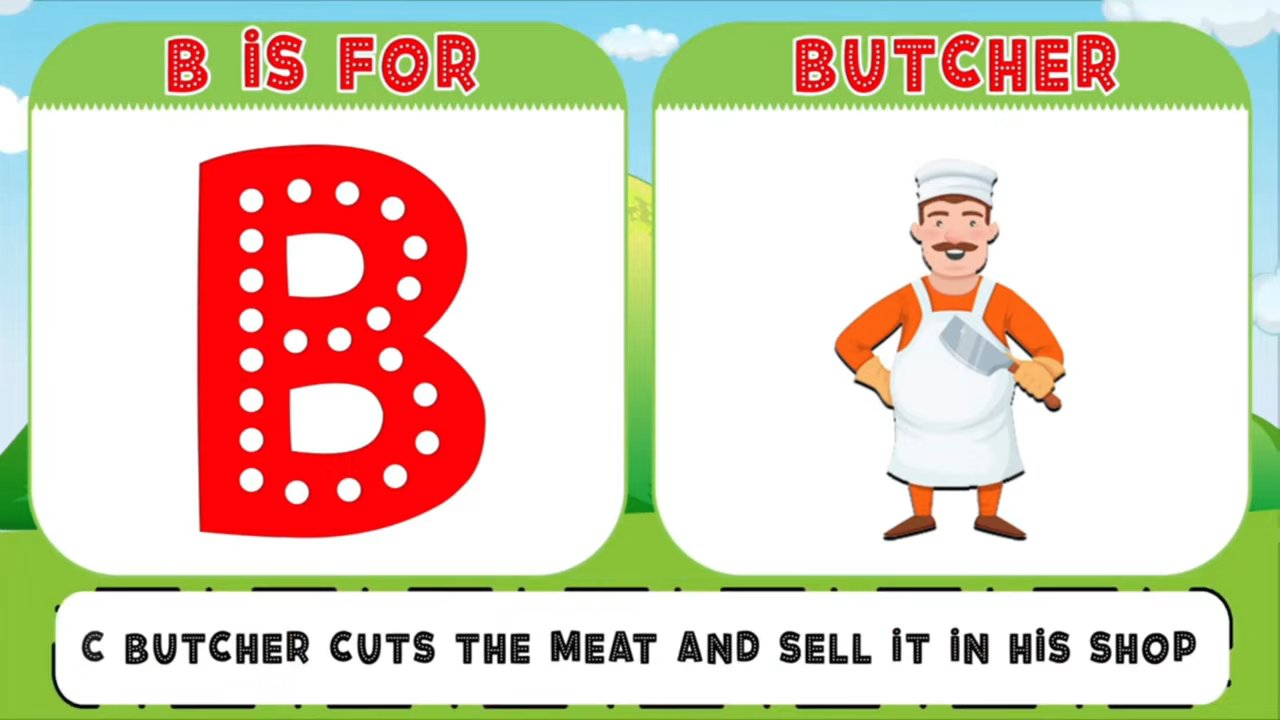 B iS FOR
BUTCHER
B
C BUTCHER CUTS THE MEAT AND SELL iT iN HiS SHOP